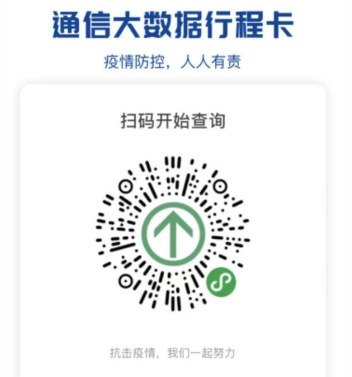 通信大数据行程卡
疫情防控，人人有责
扫码开始查询
抗击疫情，我们一起努力